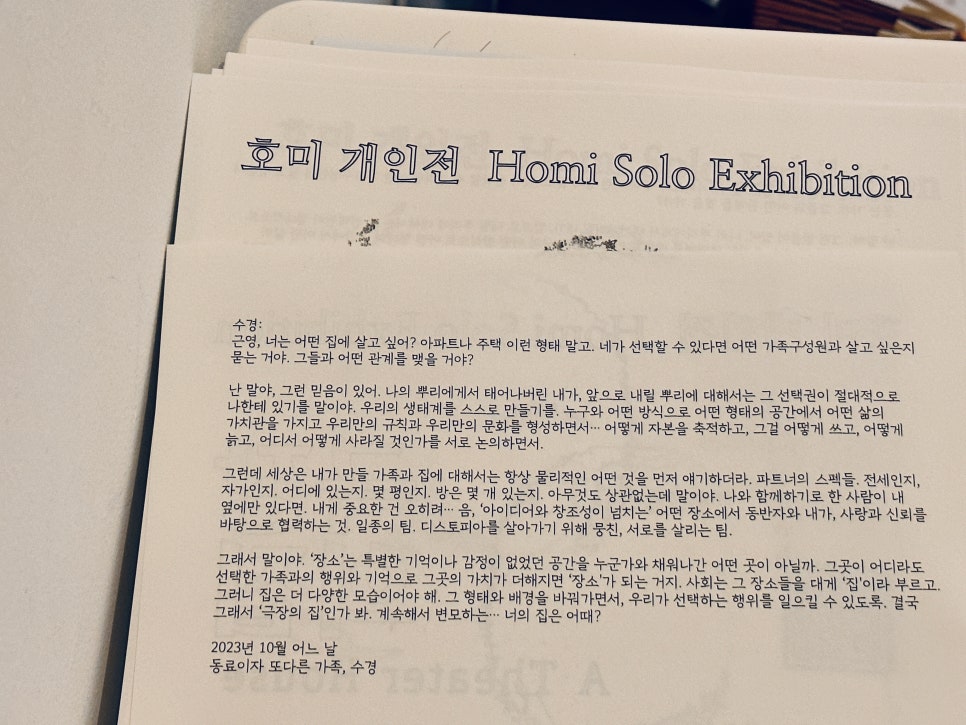 호미 개인전 Homi Solo Exhibition
수경:
근영, 너는 어떤 집에 살고 싶어? 아파트나 주택 이런 형태 말고. 네가 선택할 수 있다면 어떤 가족구성원과 살고 싶은지
묻는 거야. 그들과 어떤 관계를 맺을 거야?
난 말야, 그런 믿음이 있어. 나의 뿌리에게서 태어나버린 내가, 앞으로 내릴 뿌리에 대해서는 그 선택권이 절대적으로
나한테 있기를 말이야. 우리의 생태계를 스스로 만들기를. 누구와 어떤 방식으로 어떤 형태의 공간에서 어떤 삶의
가치관을 가지고 우리만의 규칙과 우리만의 문화를 형성하면서… 어떻게 자본을 축적하고, 그걸 어떻게 쓰고, 어떻게
늙고, 어디서 어떻게 사라질 것인가를 서로 논의하면서.
그런데 세상은 내가 만들 가족과 집에 대해서는 항상 물리적인 어떤 것을 먼저 얘기하더라. 파트너의 스펙들. 전세인지,
자가인지. 어디에 있는지. 몇 평인지. 방은 몇 개 있는지. 아무것도 상관없는데 말이야. 나와 함께하기로 한 사람이 내
옆에만 있다면. 내게 중요한 건 오히려… 음, ‘아이디어와 창조성이 넘치는’ 어떤 장소에서 동반자와 내가, 사랑과 신뢰를
바탕으로 협력하는 것. 일종의 팀. 디스토피아를 살아가기 위해 뭉친, 서로를 살리는 팀.
그래서 말이야. ‘장소’는 특별한 기억이나 감정이 없었던 공간을 누군가와 채워나간 어떤 곳이 아닐까. 그곳이 어디라도
선택한 가족과의 행위와 기억으로 그곳의 가치가 더해지면 ‘장소’가 되는 거지. 사회는 그 장소들을 대게 ‘집’이라 부르고.
그러니 집은 더 다양한 모습이어야 해. 그 형태와 배경을 바꿔가면서, 우리가 선택하는 행위를 일으킬 수 있도록. 결국
그래서 ‘극장의 집’인가 봐. 계속해서 변모하는… 너의 집은 어때?
2023년 10월 어느 날
동료이자 또다른 가족, 수경
A Theater House